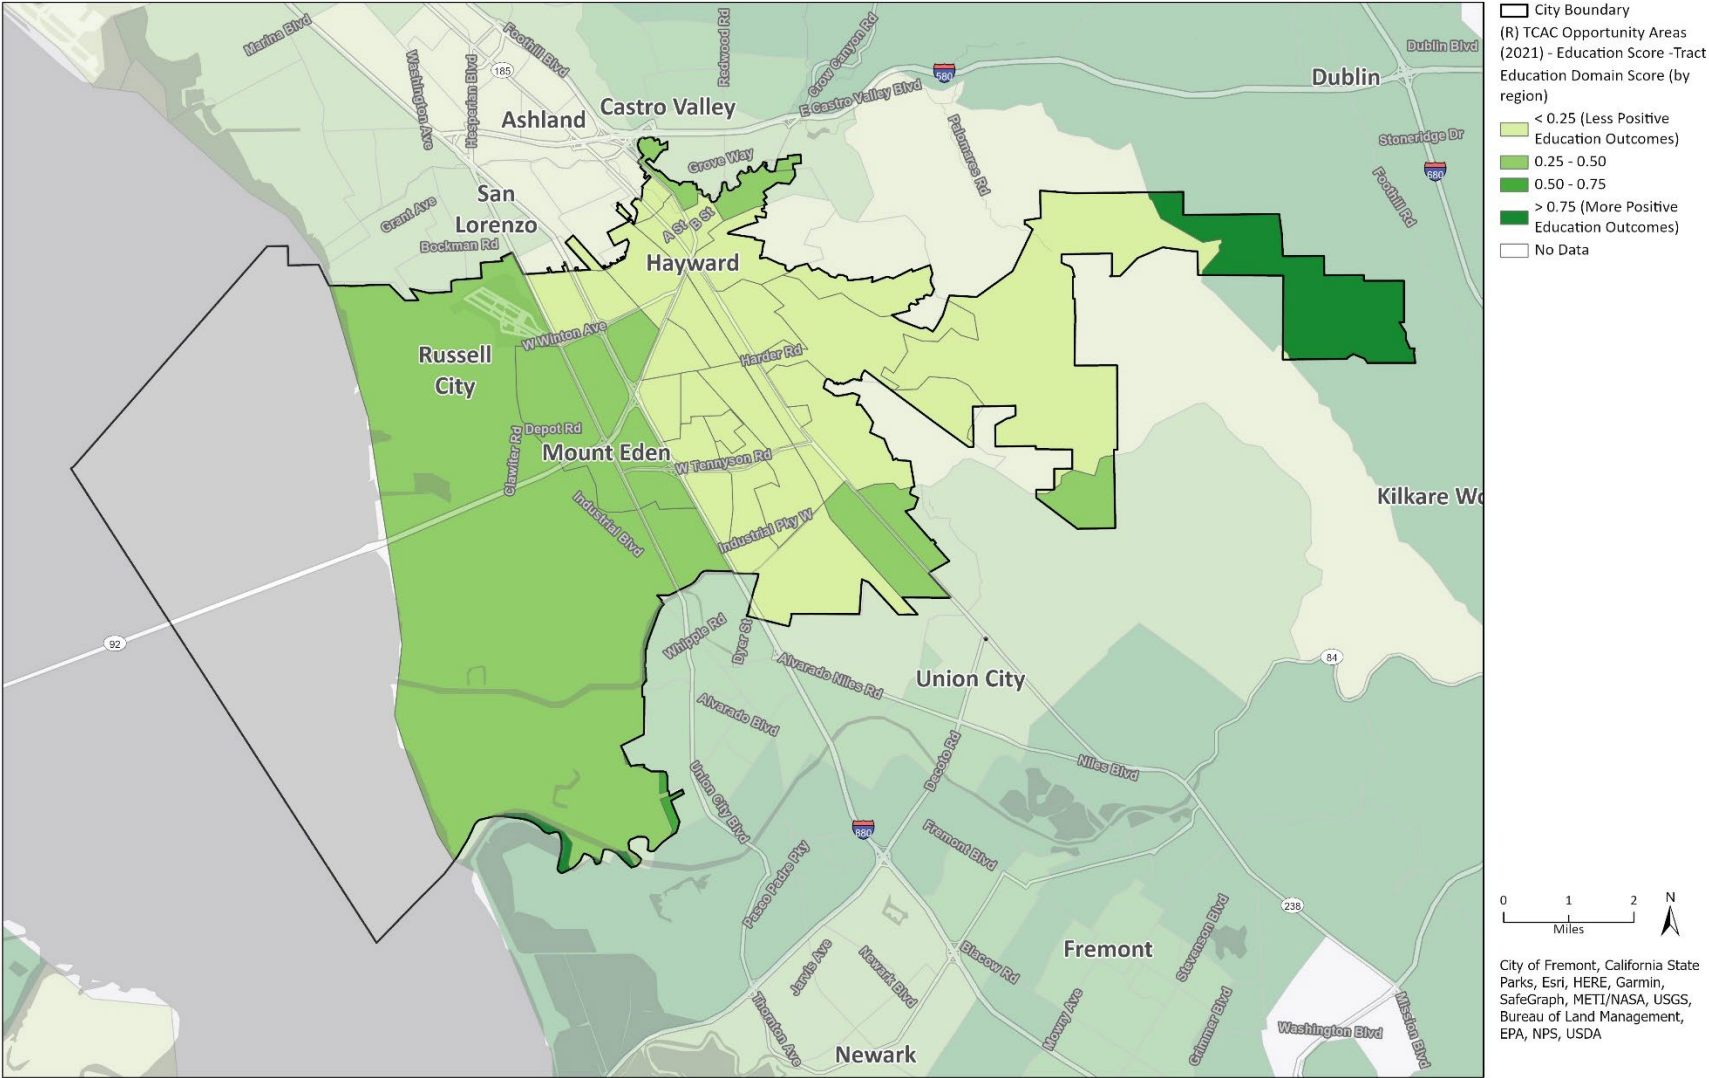 City Boundary
(R) TCAC Opportunity Areas
(2021) - Education Score -Tract
Education Domain Score (by
region)
< 0.25 (Less Positive
Education Outcomes)
0.25 - 0.50
0.50 - 0.75
> 0.75 (More Positive
Education Outcomes)
No Data
Marina Blvd
Washington Ave
Hesperian Blvd
Foothill Blvd
185
Redwood Rd
Crow Canyon Rd
E Castro Valley Blvd
580
Dublin Blvd
Dublin
Stoneridge Dr
680
Foothill Rd
Ashland
Castro Valley
Grove Way
Palomares Rd
San
Lorenzo
Grant Ave
Bockman Rd
A St
B St
Hayward
W Winton Ave
Russell
City
Harder Rd
Depot Rd
Clawiter Rd
Mount Eden
W Tennyson Rd
Industrial Blvd
Industrial Pky W
Kilkare Wo
92
Whipple Rd
Dyer St
Alvarado Niles Rd
Union City
84
Alvarado Blvd
Union City Blvd
Decoto Rd
Niles Blvd
880
Fremont Blvd
Paseo Padre Pky
238
Jarvis Ave
Newark Blvd
Blacow Rd
Fremont
Stevenson Blvd
Thornton Ave
Mowry Ave
Grimmer Blvd
Washington Blvd
Mission Blvd
Newark
0 1 2
Miles
N
City of Fremont, California State
Parks, Esri, HERE, Garmin,
SafeGraph, METI/NASA, USGS,
Bureau of Land Management,
EPA, NPS, USDA